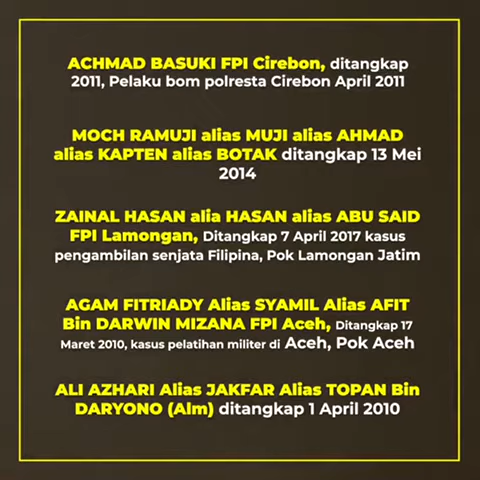 ACHMAD BASUKI FPI Cirebon, ditangkap
2011, Pelaku bom polresta Cirebon April 2011
MOCH RAMUJI alias MUJI alias AHMAD
alias KAPTEN alias BOTAK ditangkap 13 Mei
2014
ZAINAL HASAN alia HASAN alias ABU SAID
FPI Lamongan, Ditangkap 7 April 2017 kasus
pengambilan senjata Filipina, Pok Lamongan Jatim
AGAM FITRIADY Alias SYAMIL Alias AFIT
Bin DARWIN MIZANA FPI Aceh, Ditangkap 17
Maret 2010, kasus pelatihan militer di Aceh, Pok Aceh
ALI AZHARI Alias JAKFAR Alias TOPAN Bin
DARYONO (Alm) ditangkap 1 April 2010